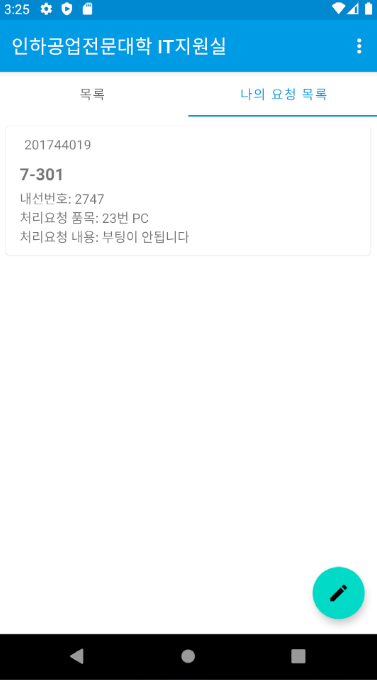 3:25
인하공업전문대학 IT지원실
목록
나의 요청 목록
201744019
7-301
내선번호: 2747
처리요청 품목: 23번 PC
처리요청 내용: 부팅이 안됩니다